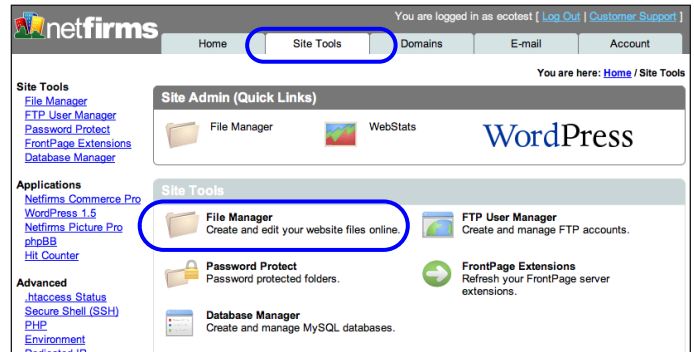 netfirms
You are logged in as ecotest [ Log Out | Customer Support ]
Home Site Tools Domains E-mail Account
You are here: Home / Site Tools
Site Tools
File Manager
FTP User Manager
Password Protect
FrontPage Extensions
Database Manager
Applications
Netfirms Commerce Pro
WordPress 1.5
Netfirms Picture Pro
phpBB
Hit Counter
Advanced
.htaccess Status
Secure Shell (SSH)
PHP
Environment
Dedicated IP
Site Admin (Quick Links)
File Manager WebStats WordPress
Site Tools
File Manager
Create and edit your website files online.
FTP User Manager
Create and manage FTP accounts.
Password Protect
Password protected folders.
FrontPage Extensions
Refresh your FrontPage server
extensions.
Database Manager
Create and manage MySQL databases.